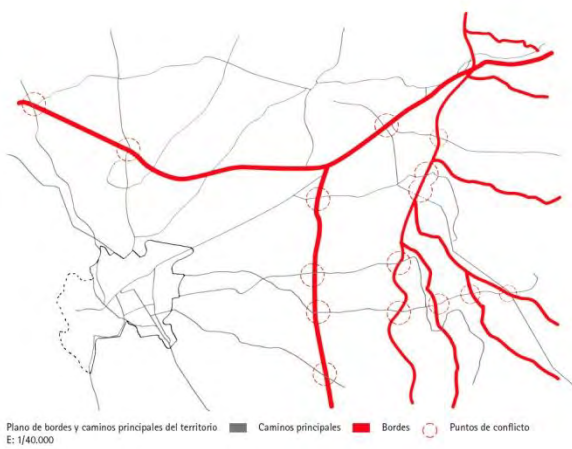 Plano de bordes y caminos principales del territorio Caminos principales Bordes Puntos de conflicto
E: 1/40.000